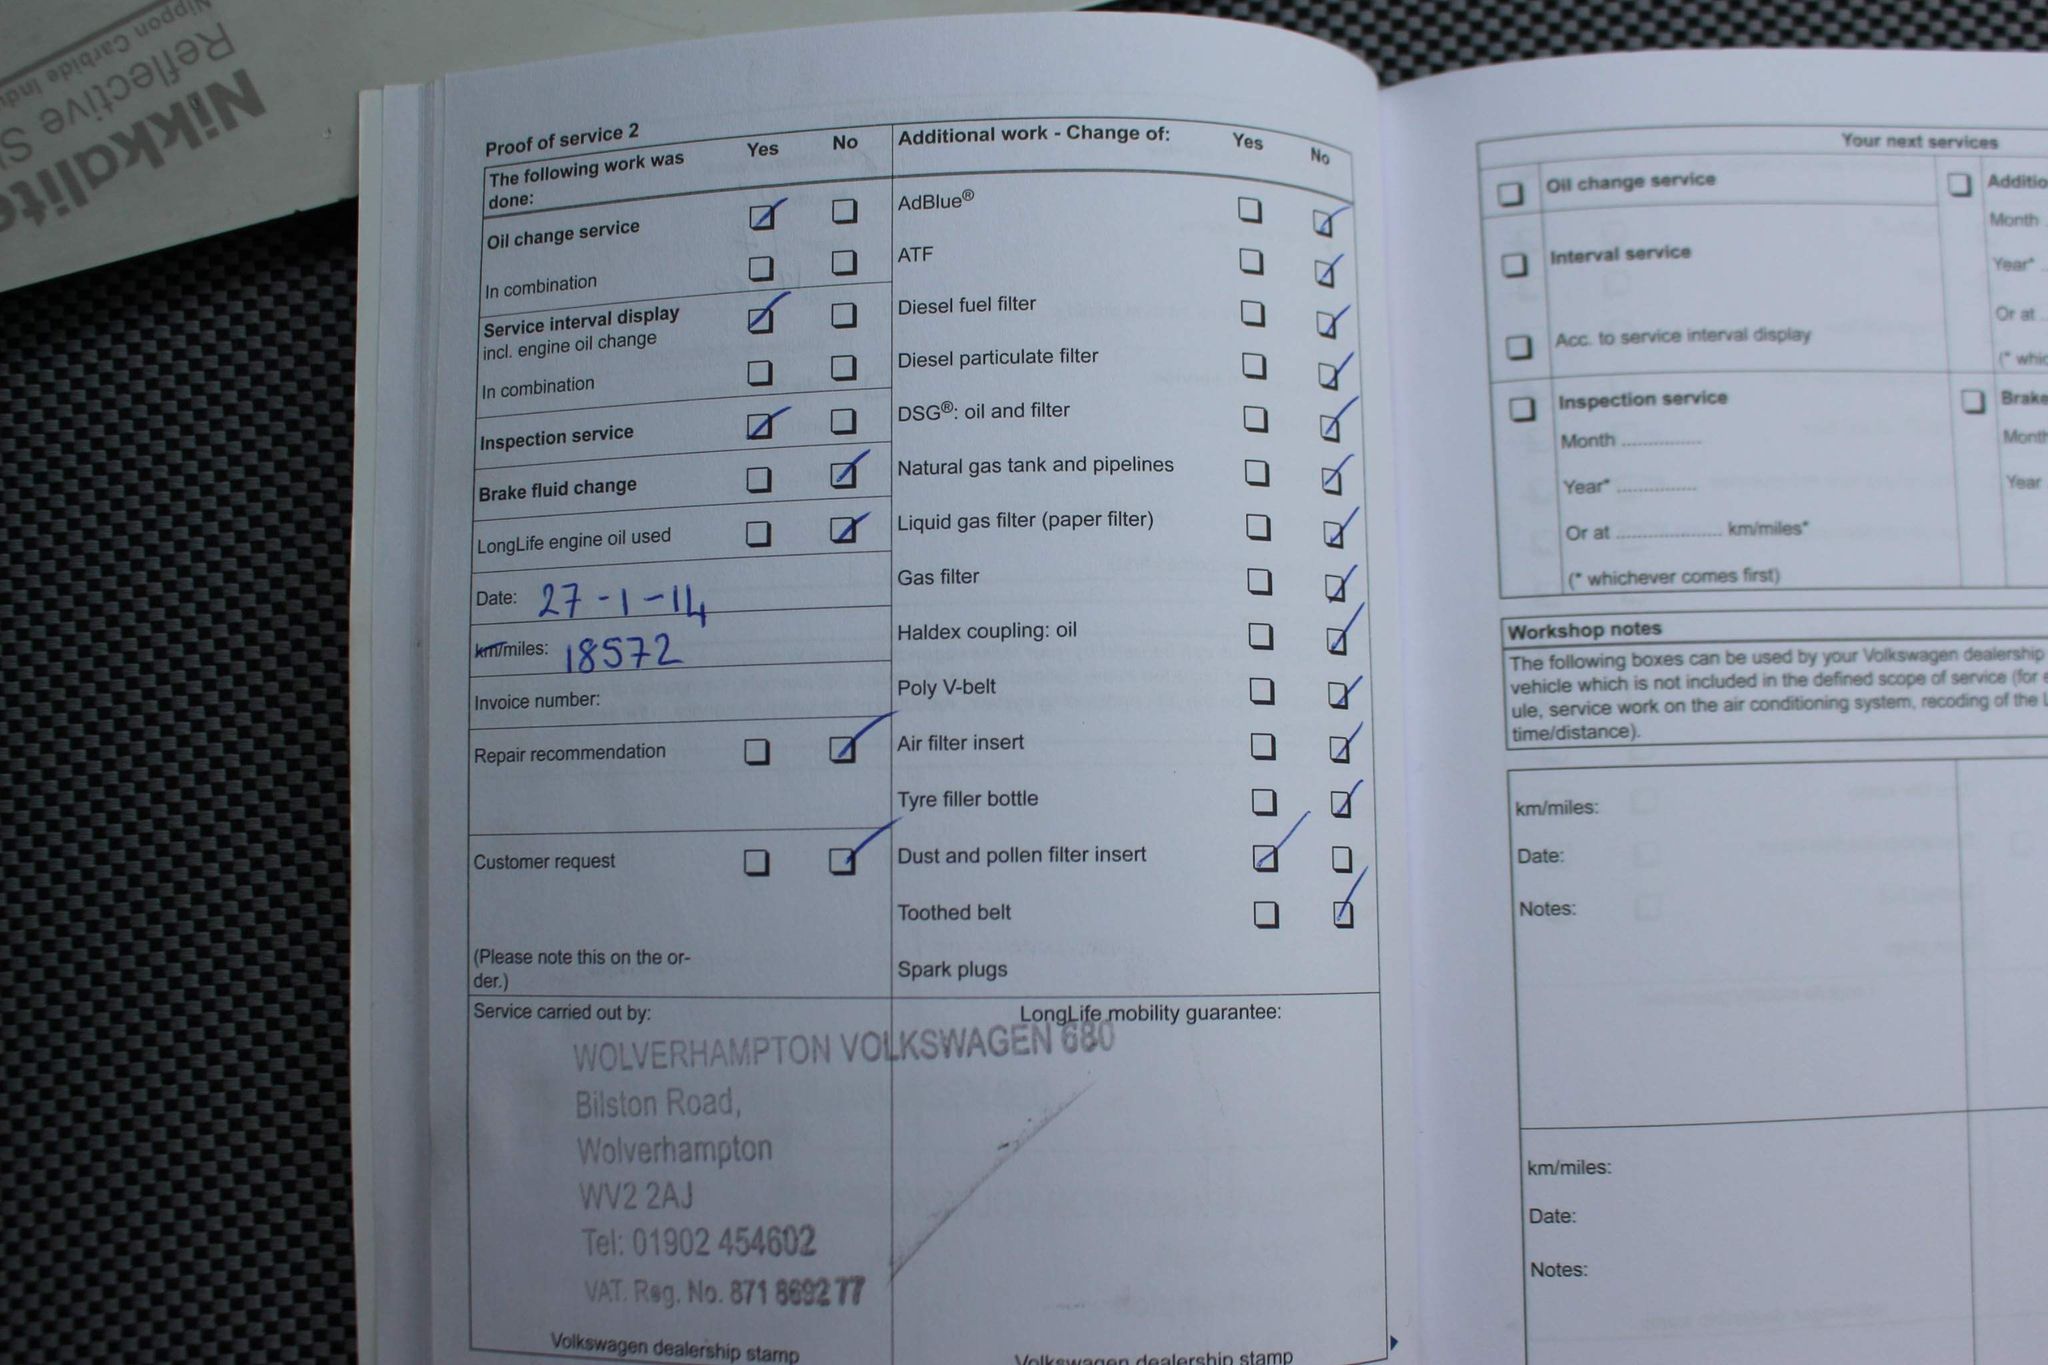 Nikkalite
Reflective
Nippon Carbide
Proof of service 2
The following work was done:
Yes
No
Oil change service
In combination
Service interval display
incl. engine oil change
In combination
Inspection service
Brake fluid change
LongLife engine oil used
Date: 27-1-14
km/miles: 18572
Invoice number:
Repair recommendation
Customer request
(Please note this on the or-
der.)
Additional work - Change of:
Yes
No
AdBlue®
ATF
Diesel fuel filter
Diesel particulate filter
DSG®: oil and filter
Natural gas tank and pipelines
Liquid gas filter (paper filter)
Gas filter
Haldex coupling: oil
Poly V-belt
Air filter insert
Tyre filler bottle
Dust and pollen filter insert
Toothed belt
Spark plugs
Service carried out by:
WOLVERHAMPTON VOLKSWAGEN 680
Bilston Road,
Wolverhampton
WV2 2AJ
Tel: 01902 454602
VAT. Reg. No. 871 8692 77
Volkswagen dealership stamp
LongLife mobility guarantee:
Volkswagen dealership stamp
Your next services
Oil change service
Interval service
Acc. to service interval display
Inspection service
Month ...............
Year* ...............
Or at .................... km/miles*
(* whichever comes first)
Month
Year*
Or at
Brake
Month
Year
Workshop notes
The following boxes can be used by your Volkswagen dealership
vehicle which is not included in the defined scope of service (for
ule, service work on the air conditioning system, recoding of the
time/distance).
km/miles:
Date:
Notes:
km/miles:
Date:
Notes: